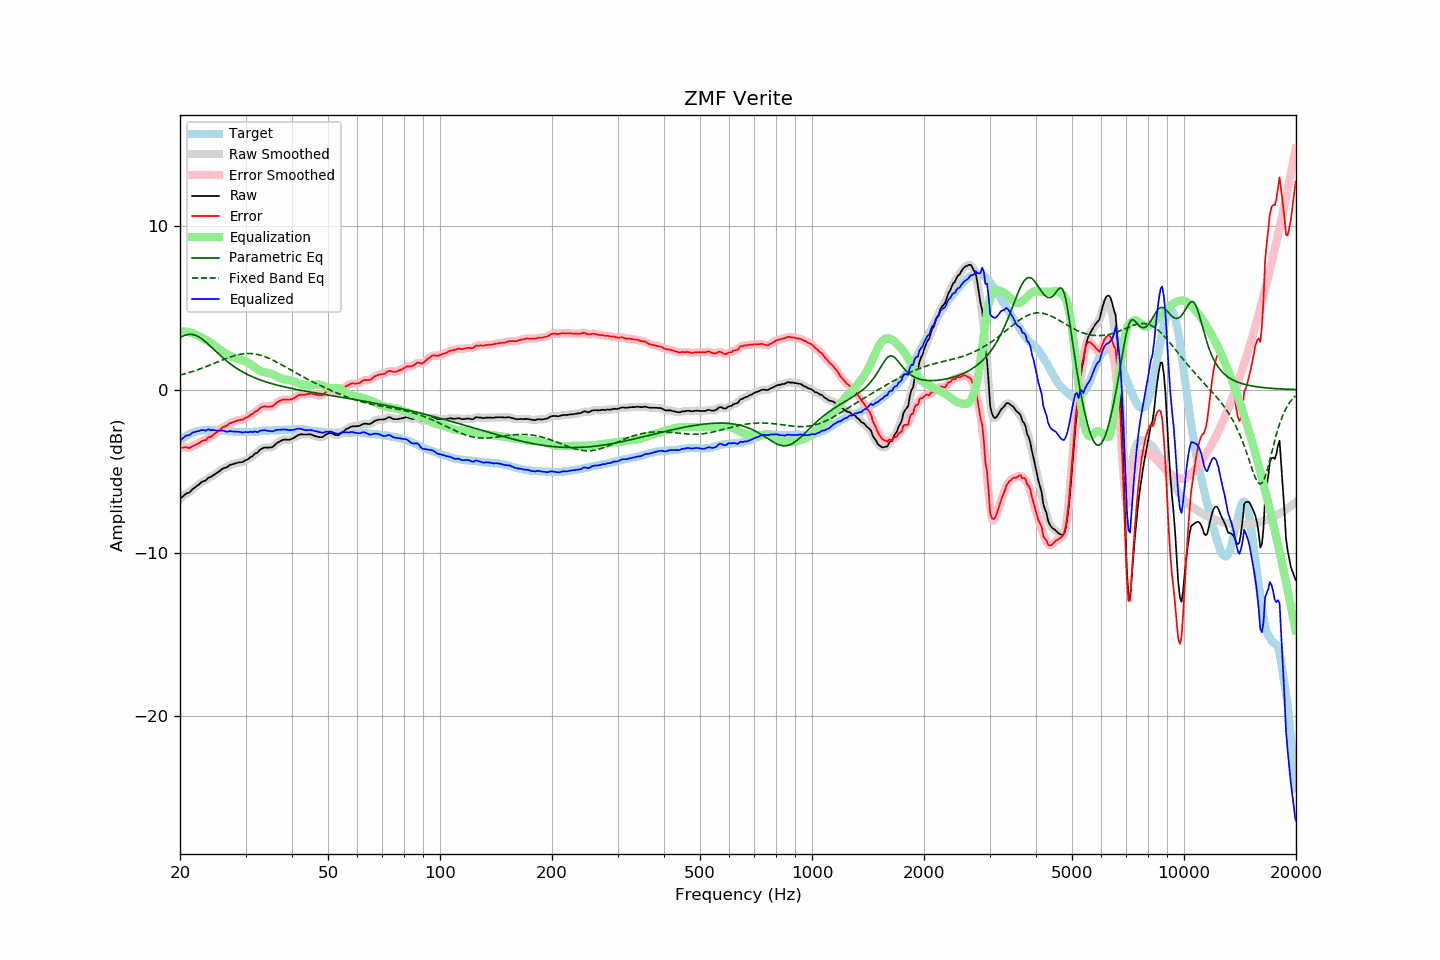 ZMF Verite
Target
Raw Smoothed
Error Smoothed
Raw
Error
Equalization
Parametric Eq
Fixed Band Eq
Equalized
Amplitude (dBr)
10
0
−10
−20
20 50 100 200 500 1000 2000 5000 10000 20000
Frequency (Hz)